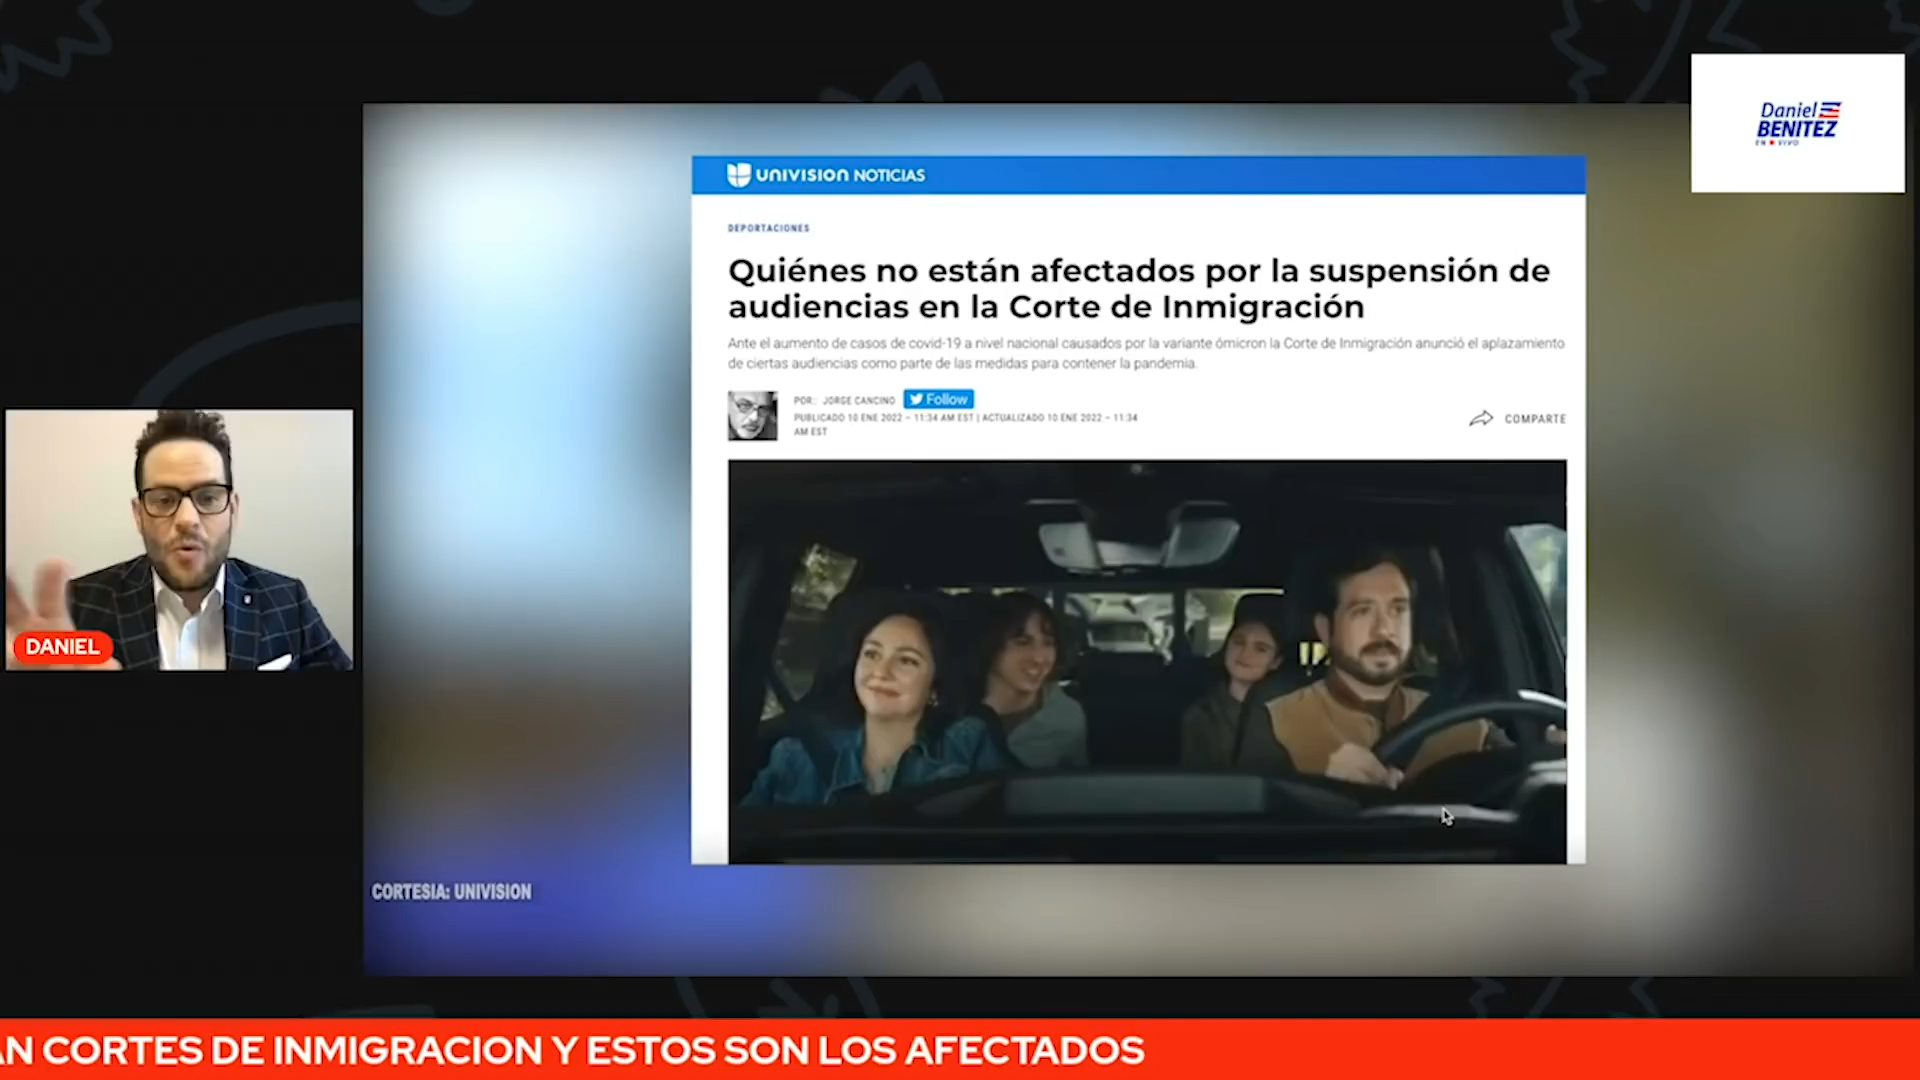 Daniel
BENITEZ
EN VIVO
UNIVISION NOTICIAS
DEPORTACIONES
Quiénes no están afectados por la suspensión de
audiencias en la Corte de Inmigración
Ante el aumento de casos de covid-19 a nivel nacional causados por la variante ómicron la Corte de Inmigración anunció el aplazamiento
de ciertas audiencias como parte de las medidas para contener la pandemia.
POR: JORGE CANCINO Follow
PUBLICADO 10 ENE 2022 – 11:34 AM EST | ACTUALIZADO 10 ENE 2022 – 11:34
AM EST
COMPARTE
DANIEL
CORTESIA: UNIVISION
AN CORTES DE INMIGRACION Y ESTOS SON LOS AFECTADOS